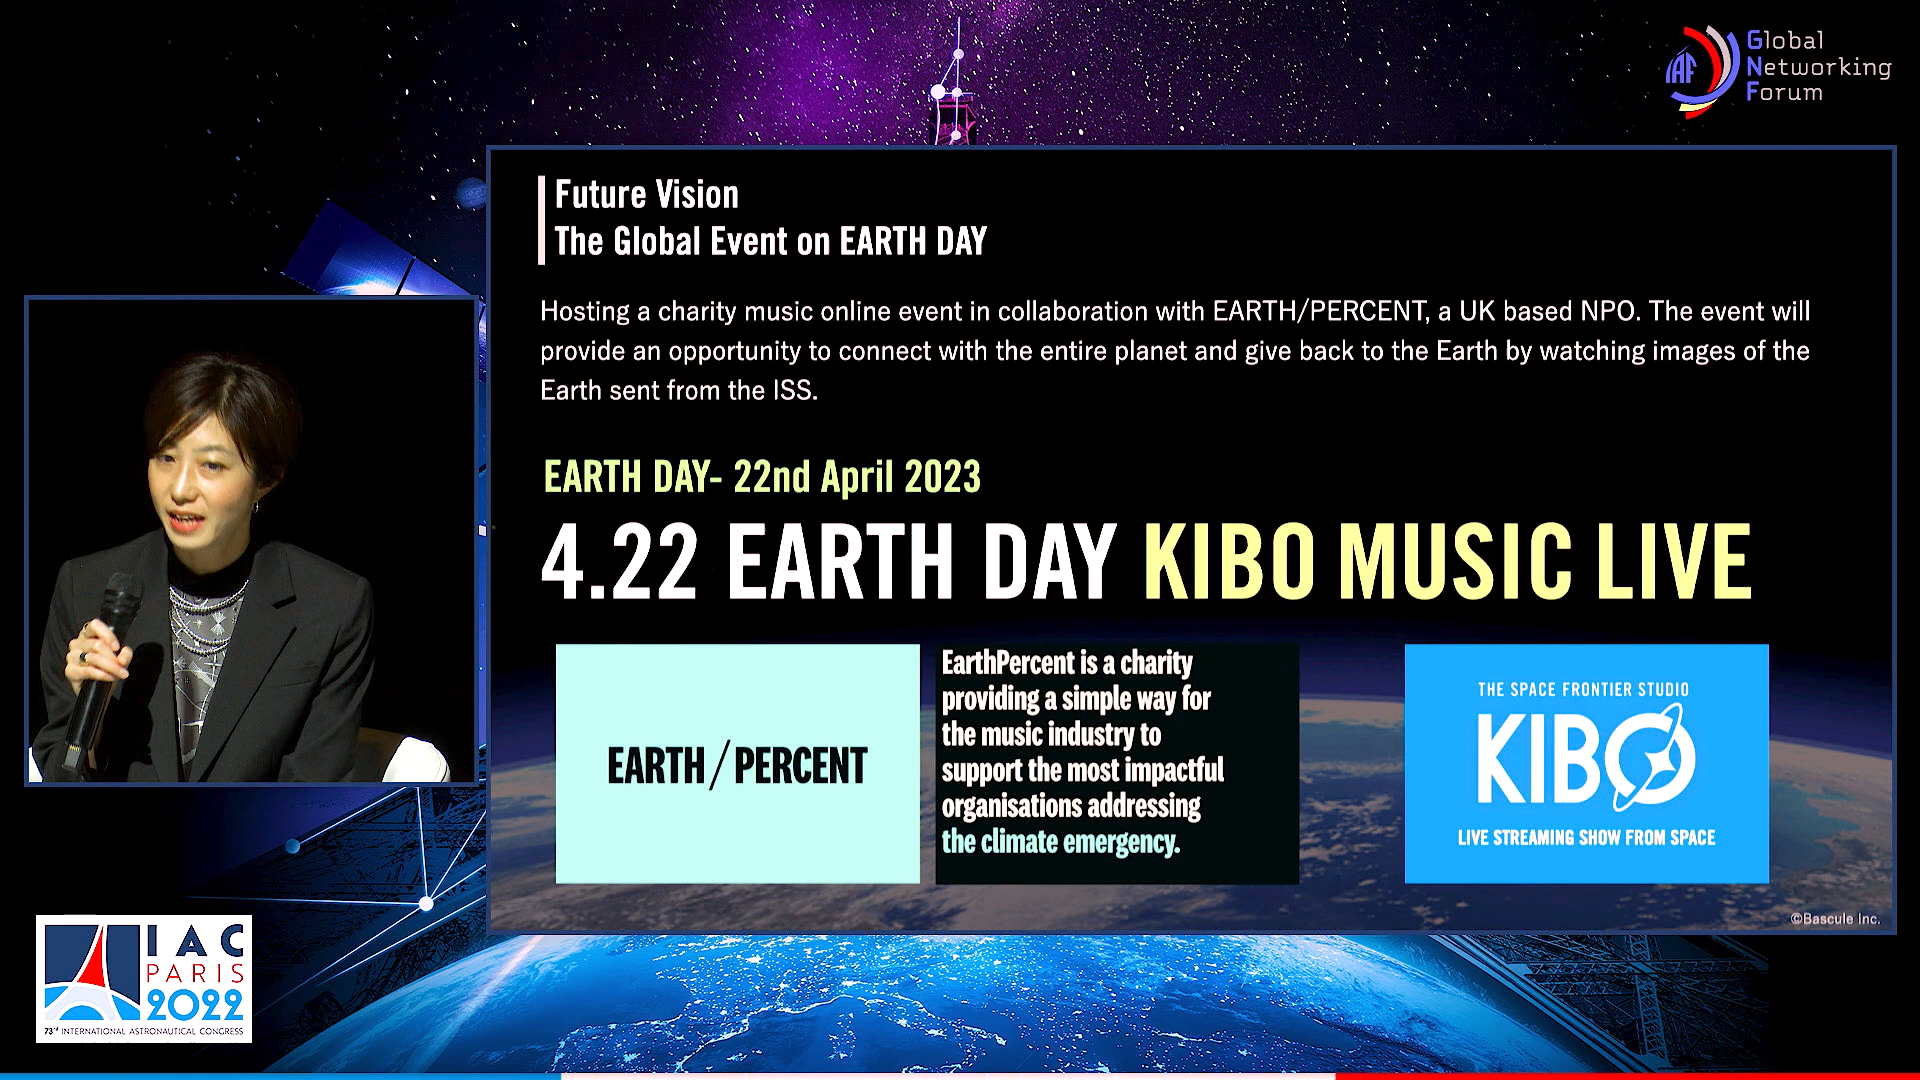 IAF
Global
Networking
Forum
Future Vision
The Global Event on EARTH DAY
Hosting a charity music online event in collaboration with EARTH/PERCENT, a UK based NPO. The event will
provide an opportunity to connect with the entire planet and give back to the Earth by watching images of the
Earth sent from the ISS.
EARTH DAY- 22nd April 2023
4.22 EARTH DAY KIBO MUSIC LIVE
EARTH/PERCENT
EarthPercent is a charity
providing a simple way for
the music industry to
support the most impactful
organisations addressing
the climate emergency.
THE SPACE FRONTIER STUDIO
KIBO
LIVE STREAMING SHOW FROM SPACE
©Bascule Inc.
IAC
PARIS
2022
73rd INTERNATIONAL ASTRONAUTICAL CONGRESS